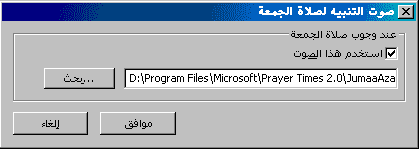 صوت التنبيه لصلاة الجمعة
عند وجوب صلاة الجمعة
استخدم هذا الصوت
D:\Program Files\Microsoft\Prayer Times 2.0\JumaaAza
بحث...
موافق
إلغاء